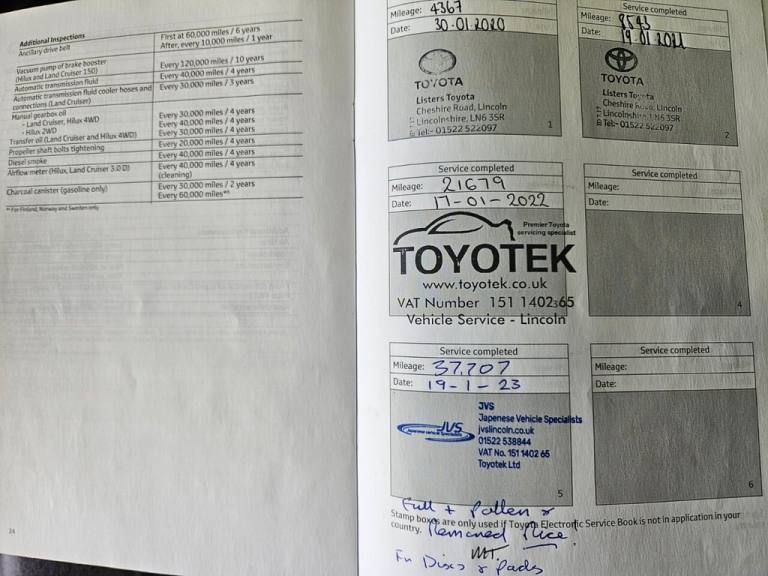 Additional Inspections
Ancillary drive belt First at 60,000 miles / 6 years
After, every 10,000 miles / 1 year
Vacuum pump of brake booster
(Hilux and Land Cruiser 150) Every 120,000 miles / 10 years
Automatic transmission fluid Every 40,000 miles / 4 years
Automatic transmission fluid cooler hoses and Every 30,000 miles / 3 years
connections (Land Cruiser)
Manual gearbox oil
- Land Cruiser, Hilux 4WD Every 30,000 miles / 4 years
- Hilux 2WD Every 40,000 miles / 4 years
Transfer oil (Land Cruiser and Hilux 4WD) Every 30,000 miles / 4 years
Propeller shaft bolts tightening Every 20,000 miles / 4 years
Diesel smoke Every 40,000 miles / 4 years
Airflow meter (Hilux, Land Cruiser 3.0 D) Every 40,000 miles / 4 years
(cleaning)
Charcoal canister (gasoline only) Every 30,000 miles / 2 years
Every 60,000 miles**
** For Finland, Norway and Sweden only
24
Mileage: 4367
Date: 30-01-2020
TOYOTA
Listers Toyota
Cheshire Road, Lincoln
Lincolnshire, LN6 3SR
Tel:- 01522 522097
1
Service completed
Mileage: 8543
Date: 19.01.2021
TOYOTA
Listers Toyota
Cheshire Road, Lincoln
Lincolnshire, LN6 3SR
Tel:- 01522 522097
2
Service completed
Mileage: 21679
Date: 17-01-2022
Premier Toyota
servicing specialist
TOYOTEK
www.toyotek.co.uk
VAT Number 151 1402 65
Vehicle Service - Lincoln
Service completed
Mileage:
Date:
4
Service completed
Mileage: 37,707
Date: 19-1-23
JVS
JVS
Japenese Vehicle Specialists
jvslincoln.co.uk
01522 538844
VAT No. 151 1402 65
Toyotek Ltd
5
Service completed
Mileage:
Date:
6
Full + Pollen &
Stamp boxes are only used if Toyota Electronic Service Book is not in application in your
country.
Discs & Pads